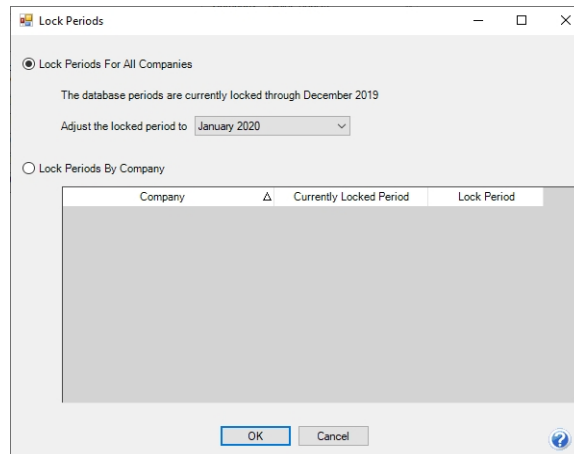 Lock Periods
Lock Periods For All Companies
The database periods are currently locked through December 2019
Adjust the locked period to January 2020
Lock Periods By Company
Company Δ Currently Locked Period Lock Period
OK Cancel ?